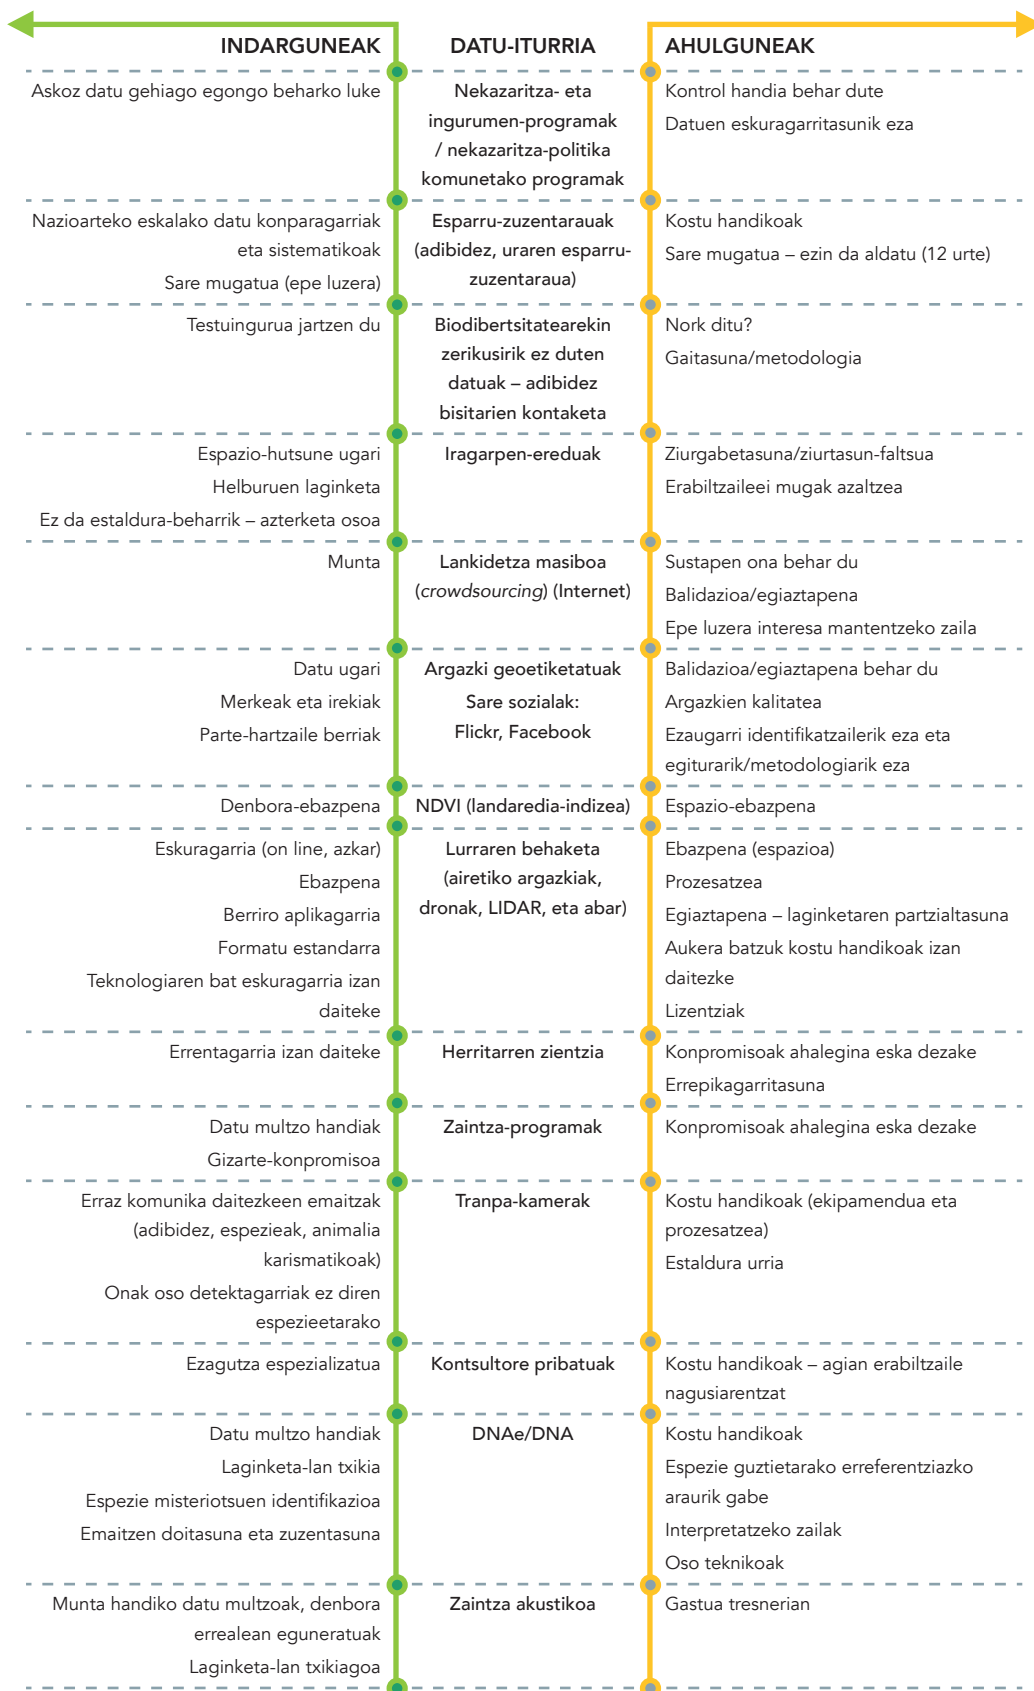 INDARGUNEAK
DATU-ITURRIA
AHULGUNEAK
Askoz datu gehiago egongo beharko luke
Nekazaritza- eta
ingurumen-programak
/ nekazaritza-politika
komunetako programak
Kontrol handia behar dute
Datuen eskuragarritasunik eza
Nazioarteko eskalako datu konparagarriak
eta sistematikoak
Sare mugatua (epe luzera)
Esparru-zuzentarauak
(adibidez, uraren esparru-
zuzentaraua)
Kostu handikoak
Sare mugatua – ezin da aldatu (12 urte)
Testuingurua jartzen du
Biodibertsitatearekin
zerikusirik ez duten
datuak – adibidez
bisitarien kontaketa
Nork ditu?
Gaitasuna/metodologia
Espazio-hutsune ugari
Helburuen laginketa
Ez da estaldura-beharrik – azterketa osoa
Iragarpen-ereduak
Ziurgabetasuna/ziurtasun-faltsua
Erabiltzaileei mugak azaltzea
Munta
Lankidetza masiboa
(crowdsourcing) (Internet)
Sustapen ona behar du
Balidazioa/egiaztapena
Epe luzera interesa mantentzeko zaila
Datu ugari
Merkeak eta irekiak
Parte-hartzaile berriak
Argazki geoetiketatuak
Sare sozialak:
Flickr, Facebook
Balidazioa/egiaztapena behar du
Argazkien kalitatea
Ezaugarri identifikatzailerik eza eta
egiturarik/metodologiarik eza
Denbora-ebazpena
NDVI (landaredia-indizea)
Espazio-ebazpena
Eskuragarria (on line, azkar)
Ebazpena
Berriro aplikagarria
Formatu estandarra
Teknologiaren bat eskuragarria izan
daiteke
Lurraren behaketa
(airetiko argazkiak,
dronak, LIDAR, eta abar)
Ebazpena (espazioa)
Prozesatzea
Egiaztapena – laginketaren partzialtasuna
Aukera batzuk kostu handikoak izan
daitezke
Lizentziak
Errentagarria izan daiteke
Herritarren zientzia
Konpromisoak ahalegina eska dezake
Errepikagarritasuna
Datu multzo handiak
Gizarte-konpromisoa
Zaintza-programak
Konpromisoak ahalegina eska dezake
Erraz komunika daitezkeen emaitzak
(adibidez, espezieak, animalia
karismatikoak)
Onak oso detektagarriak ez diren
espezieetarako
Tranpa-kamerak
Kostu handikoak (ekipamendua eta
prozesatzea)
Estaldura urria
Ezagutza espezializatua
Kontsultore pribatuak
Kostu handikoak – agian erabiltzaile
nagusiarentzat
Datu multzo handiak
Laginketa-lan txikia
Espezie misteriotsuen identifikazioa
Emaitzen doitasuna eta zuzentasuna
DNAe/DNA
Kostu handikoak
Espezie guztietarako erreferentziazko
araurik gabe
Interpretatzeko zailak
Oso teknikoak
Munta handiko datu multzoak, denbora
errealean eguneratuak
Laginketa-lan txikiagoa
Zaintza akustikoa
Gastua tresnerian